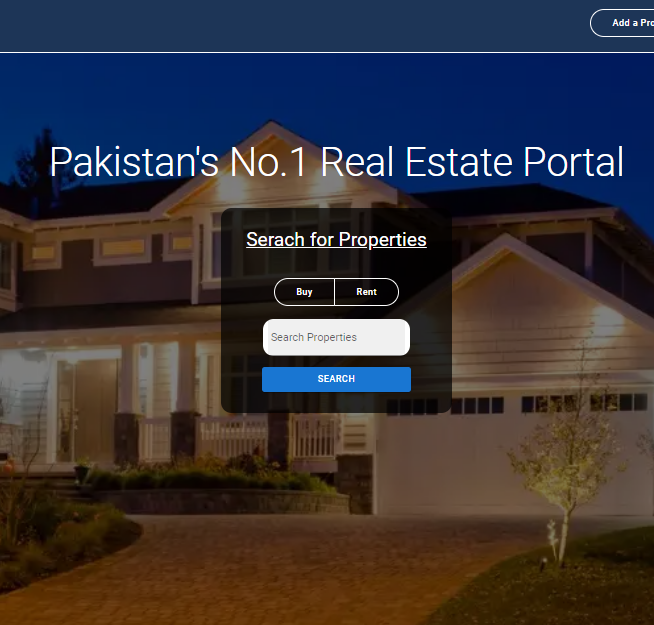 Add a Pro
Pakistan's No.1 Real Estate Portal
Serach for Properties
Buy Rent
Search Properties
SEARCH